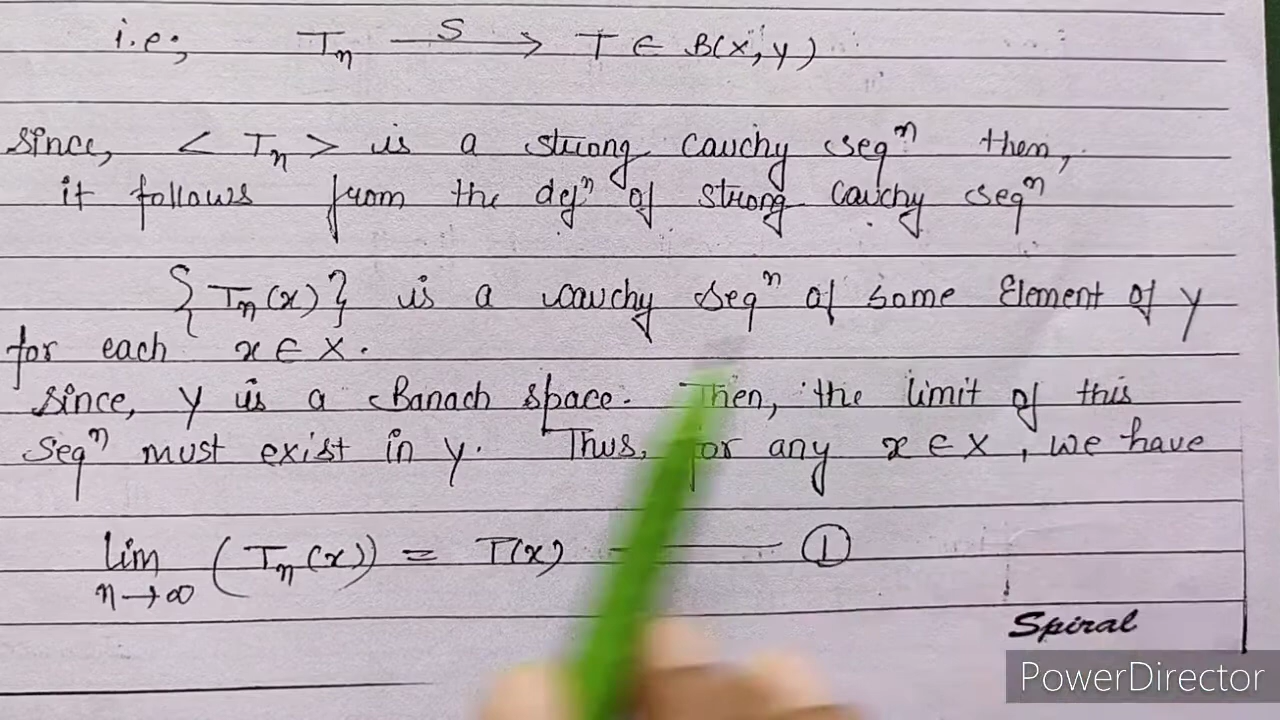 i.e; Tₙ —S→ T ∈ B(X, Y)
Since, < Tₙ > is a strong cauchy seqⁿ then,
it follows from the defⁿ of strong cauchy seqⁿ
{Tₙ(x)} is a cauchy seqⁿ of some Element of Y
for each x ∈ X.
Since, Y is a Banach space. Then, the limit of this
Seqⁿ must exist in Y. Thus, for any x ∈ X, we have
lim (Tₙ(x)) = T(x) —— ①
n→∞
Spiral
PowerDirector